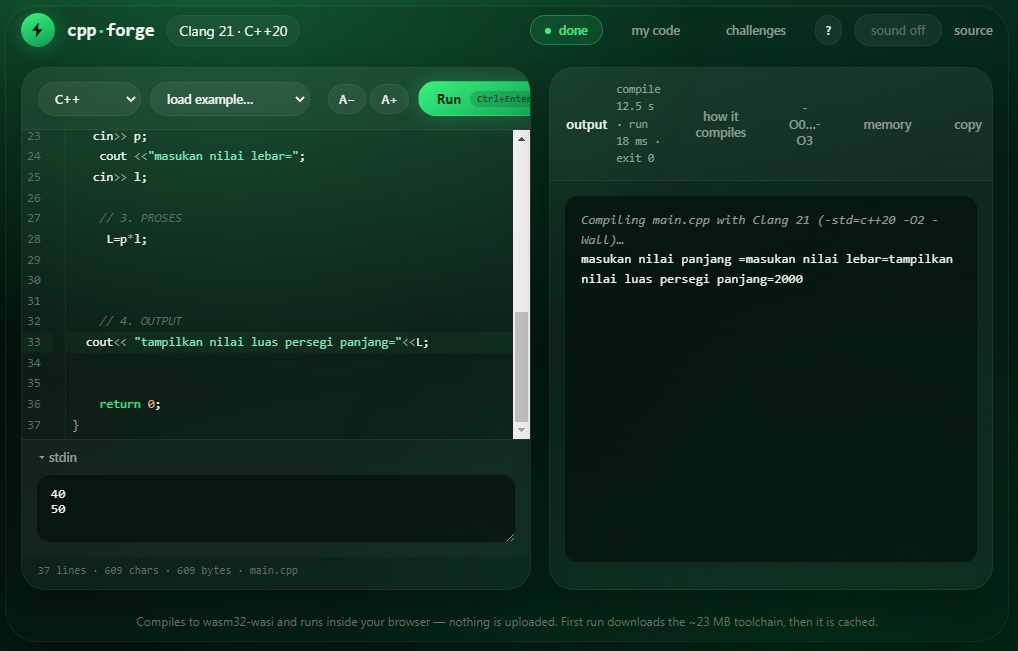 cpp·forge Clang 21 · C++20 done my code challenges ? sound off source
C++ load example... A− A+ Run Ctrl+Enter
23 cin>> p;
24 cout <<"masukan nilai lebar=";
25 cin>> l;
26
27 // 3. PROSES
28 L=p*l;
29
30
31
32 // 4. OUTPUT
33 cout<< "tampilkan nilai luas persegi panjang="<<L;
34
35
36 return 0;
37 }
stdin
40
50
37 lines · 609 chars · 609 bytes · main.cpp
output
compile
12.5 s
· run
18 ms ·
exit 0
how it
compiles
-
O0...-
O3
memory
copy
Compiling main.cpp with Clang 21 (-std=c++20 -O2 -
Wall)…
masukan nilai panjang =masukan nilai lebar=tampilkan
nilai luas persegi panjang=2000
Compiles to wasm32-wasi and runs inside your browser — nothing is uploaded. First run downloads the ~23 MB toolchain, then it is cached.